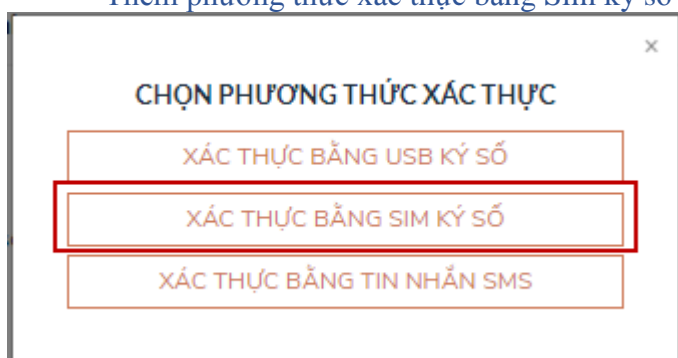 Thêm phương thức xác thực bằng Sim ký số
×
CHỌN PHƯƠNG THỨC XÁC THỰC
XÁC THỰC BẰNG USB KÝ SỐ
XÁC THỰC BẰNG SIM KÝ SỐ
XÁC THỰC BẰNG TIN NHẮN SMS